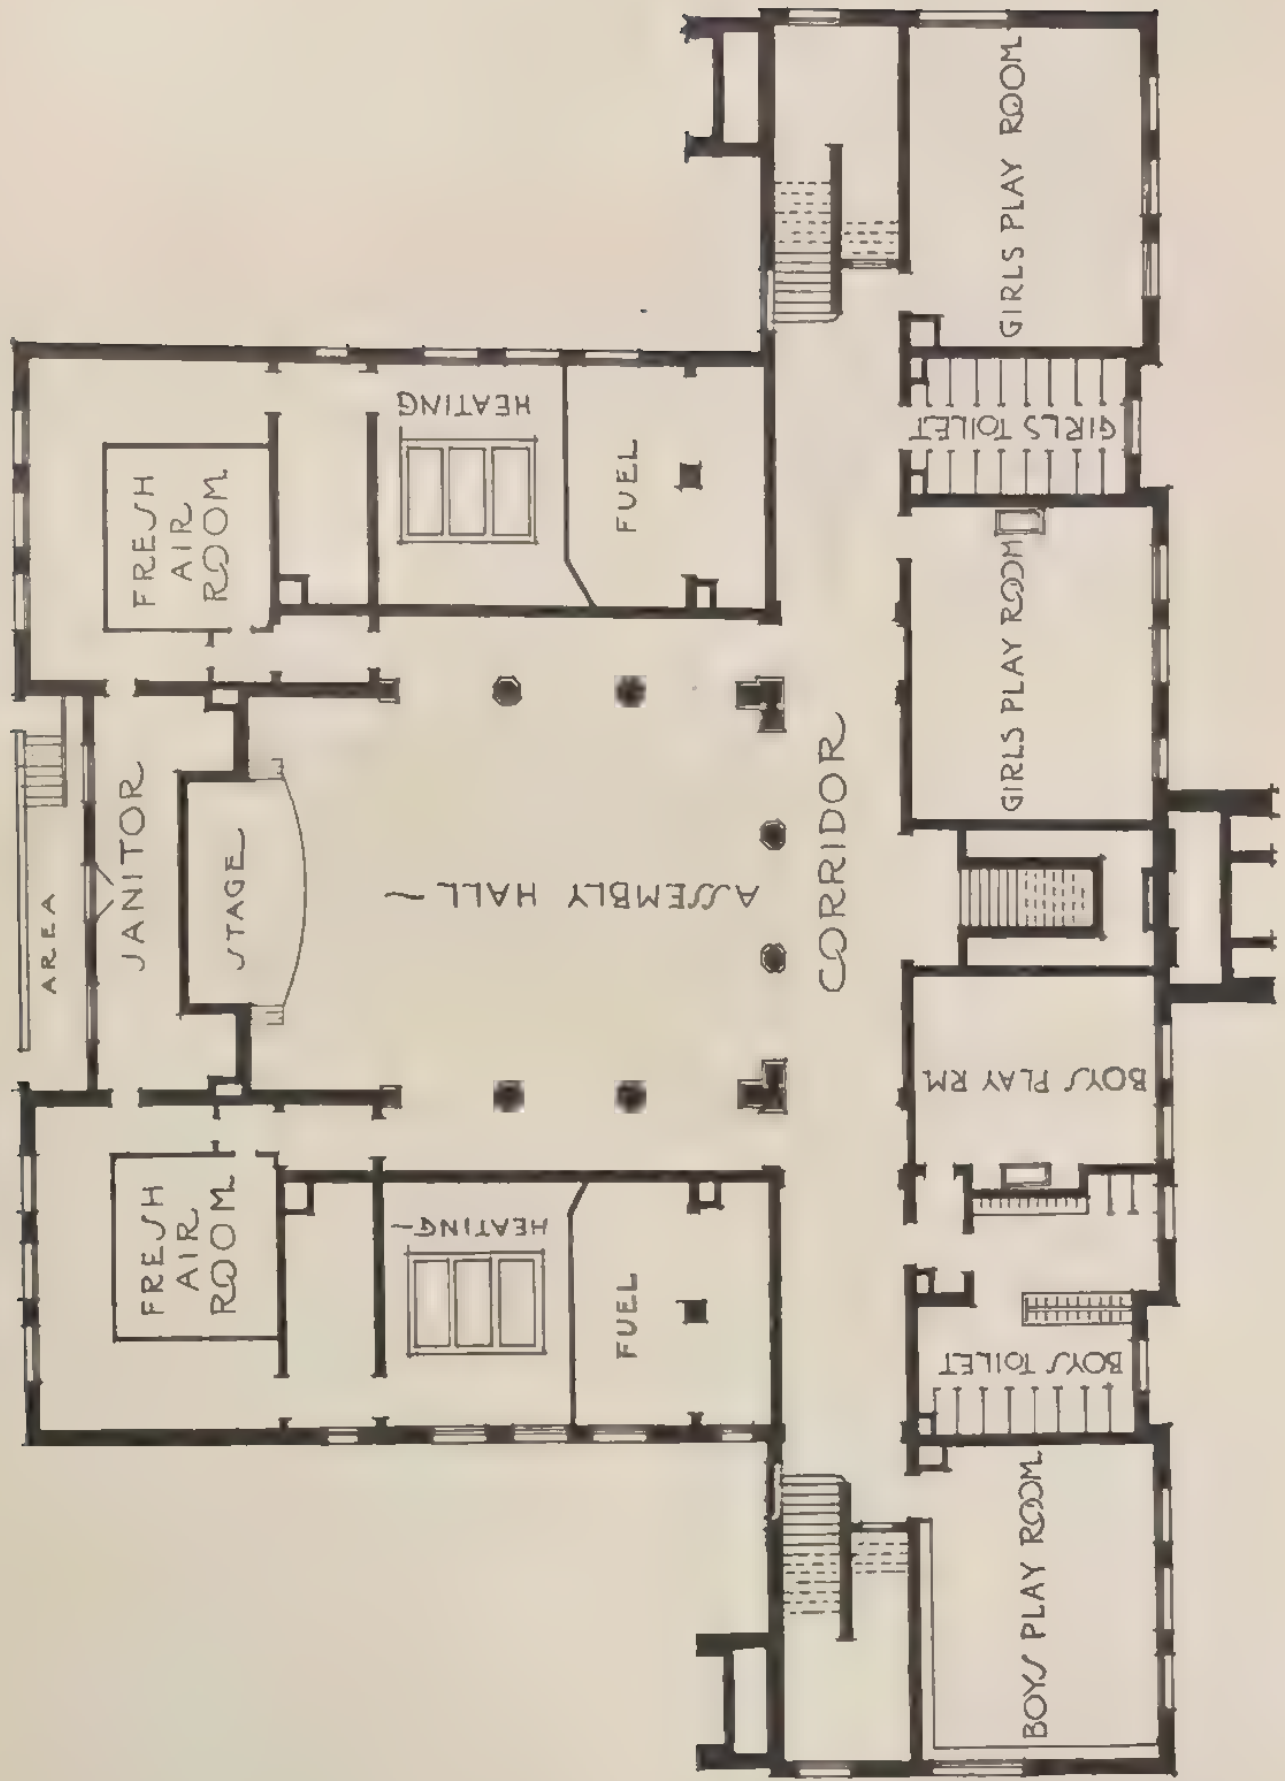 AREA
JANITOR
STAGE
FRESH
AIR
ROOM
FRESH
AIR
ROOM
HEATING
HEATING
FUEL
FUEL
ASSEMBLY HALL
CORRIDOR
BOYS PLAY ROOM
BOYS TOILET
BOYS PLAY RM
GIRLS PLAY ROOM
GIRLS TOILET
GIRLS PLAY ROOM